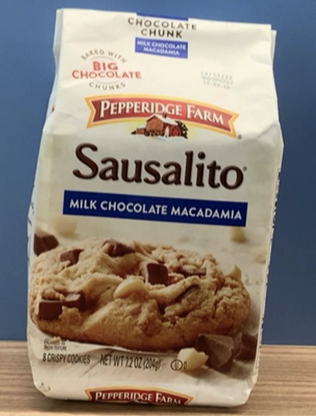 CHOCOLATE
CHUNK
MILK CHOCOLATE
MACADAMIA
BAKED WITH
BIG
CHOCOLATE
CHUNKS
PEPPERIDGE FARM
Sausalito
MILK CHOCOLATE MACADAMIA
8 CRISPY COOKIES NET WT 7.2 OZ (204g)
PEPPERIDGE FARM